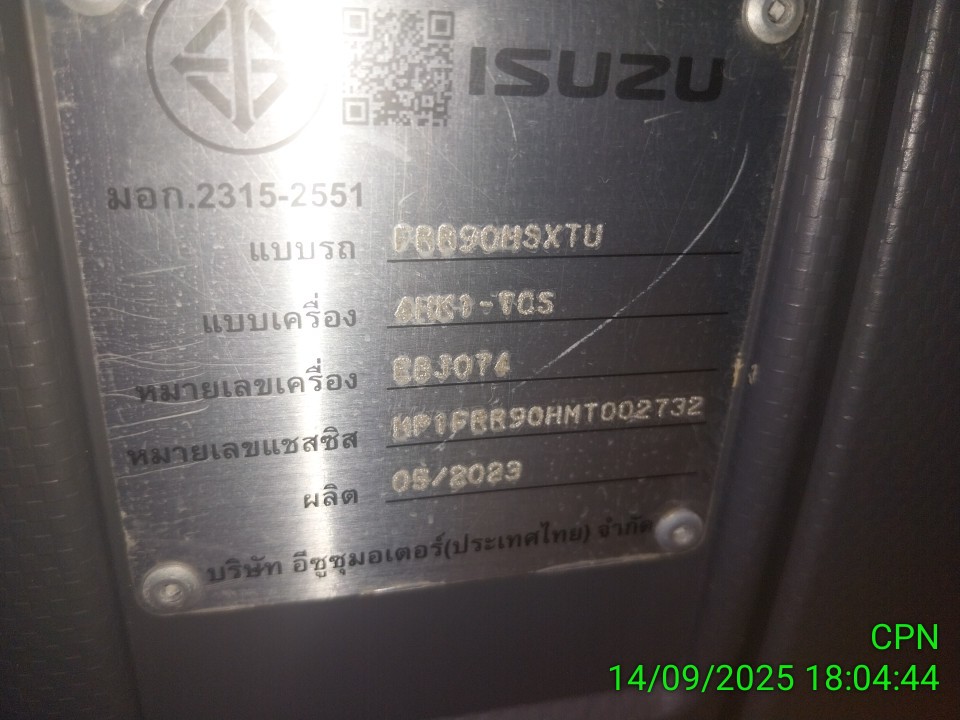 ISUZU
มอก.2315-2551
แบบรถ FRR90HSXTU
แบบเครื่อง 4HK1-TCS
หมายเลขเครื่อง
หมายเลขแชสซิส MP1FRR90HMT002732
ผลิต 05/2023
บริษัท อีซูซุมอเตอร์(ประเทศไทย) จำกัด
CPN
14/09/2025 18:04:44